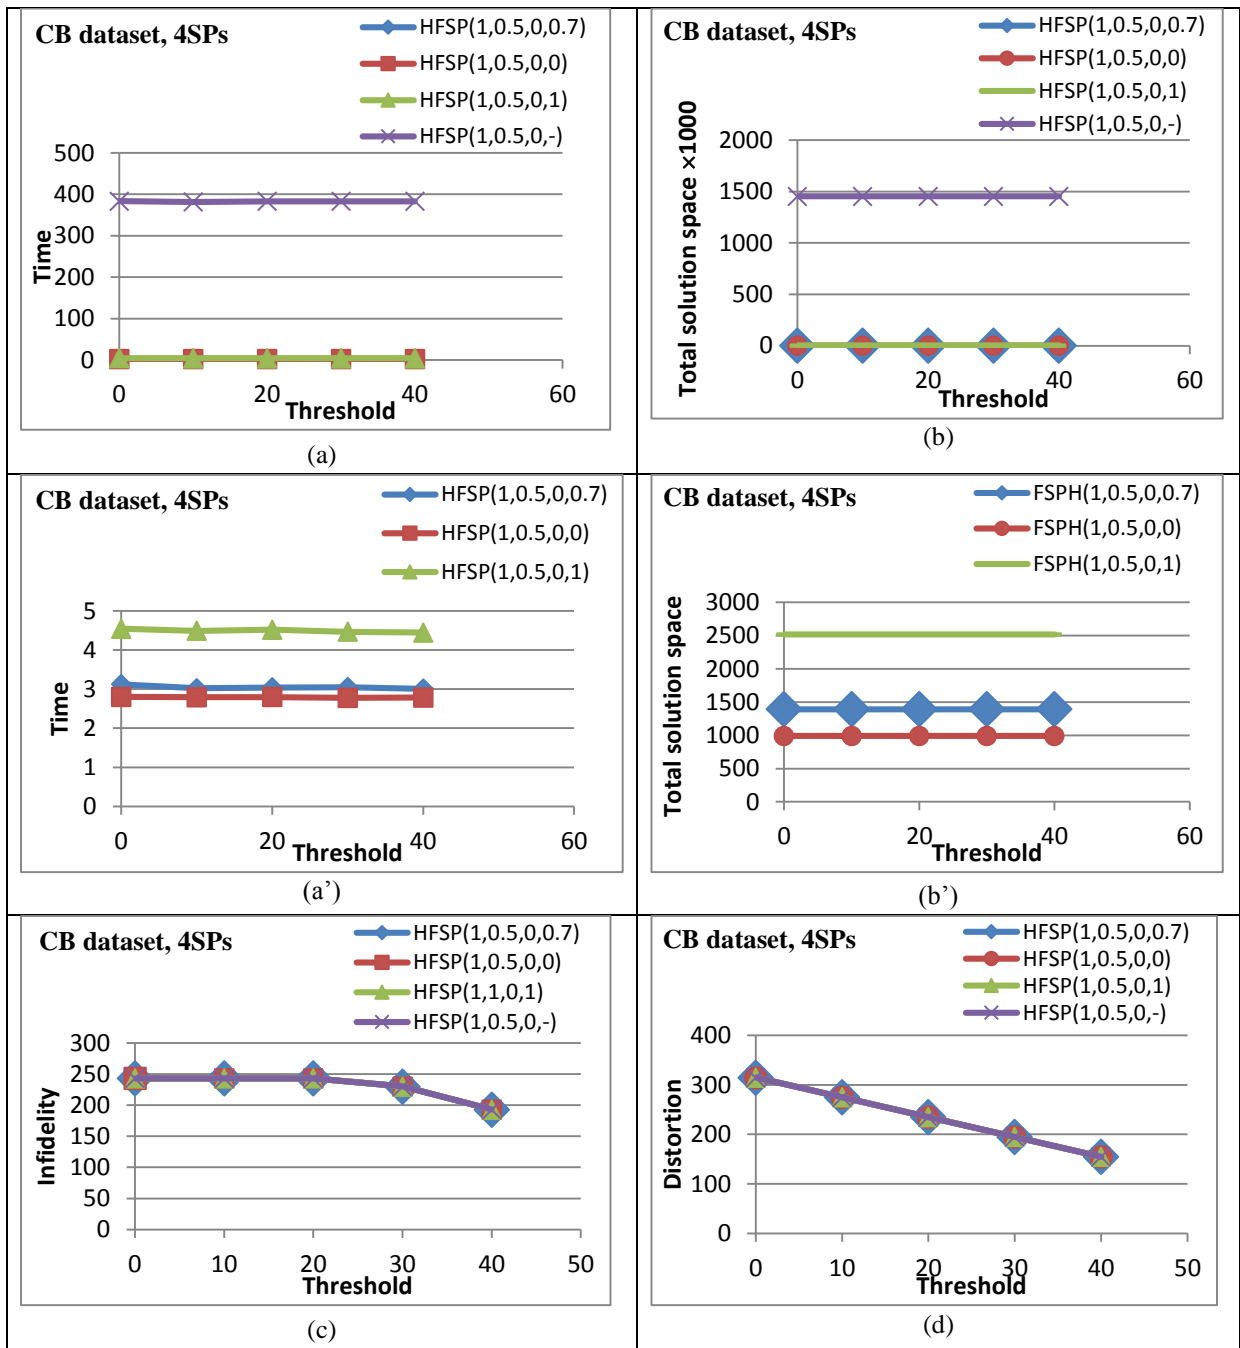 CB dataset, 4SPs
HFSP(1,0.5,0,0.7)
HFSP(1,0.5,0,0)
HFSP(1,0.5,0,1)
HFSP(1,0.5,0,-)
500
400
300
200
100
0
Time
0 20 40 60
Threshold
(a)
CB dataset, 4SPs
HFSP(1,0.5,0,0.7)
HFSP(1,0.5,0,0)
HFSP(1,0.5,0,1)
HFSP(1,0.5,0,-)
2000
1500
1000
500
0
Total solution space ×1000
0 20 40 60
Threshold
(b)
CB dataset, 4SPs
HFSP(1,0.5,0,0.7)
HFSP(1,0.5,0,0)
HFSP(1,0.5,0,1)
5
4
3
2
1
0
Time
0 20 40 60
Threshold
(a’)
CB dataset, 4SPs
FSPH(1,0.5,0,0.7)
FSPH(1,0.5,0,0)
FSPH(1,0.5,0,1)
3000
2500
2000
1500
1000
500
0
Total solution space
0 20 40 60
Threshold
(b’)
CB dataset, 4SPs
HFSP(1,0.5,0,0.7)
HFSP(1,0.5,0,0)
HFSP(1,1,0,1)
HFSP(1,0.5,0,-)
300
250
200
150
100
50
0
Infidelity
0 10 20 30 40 50
Threshold
(c)
CB dataset, 4SPs
HFSP(1,0.5,0,0.7)
HFSP(1,0.5,0,0)
HFSP(1,0.5,0,1)
HFSP(1,0.5,0,-)
400
300
200
100
0
Distortion
0 10 20 30 40 50
Threshold
(d)